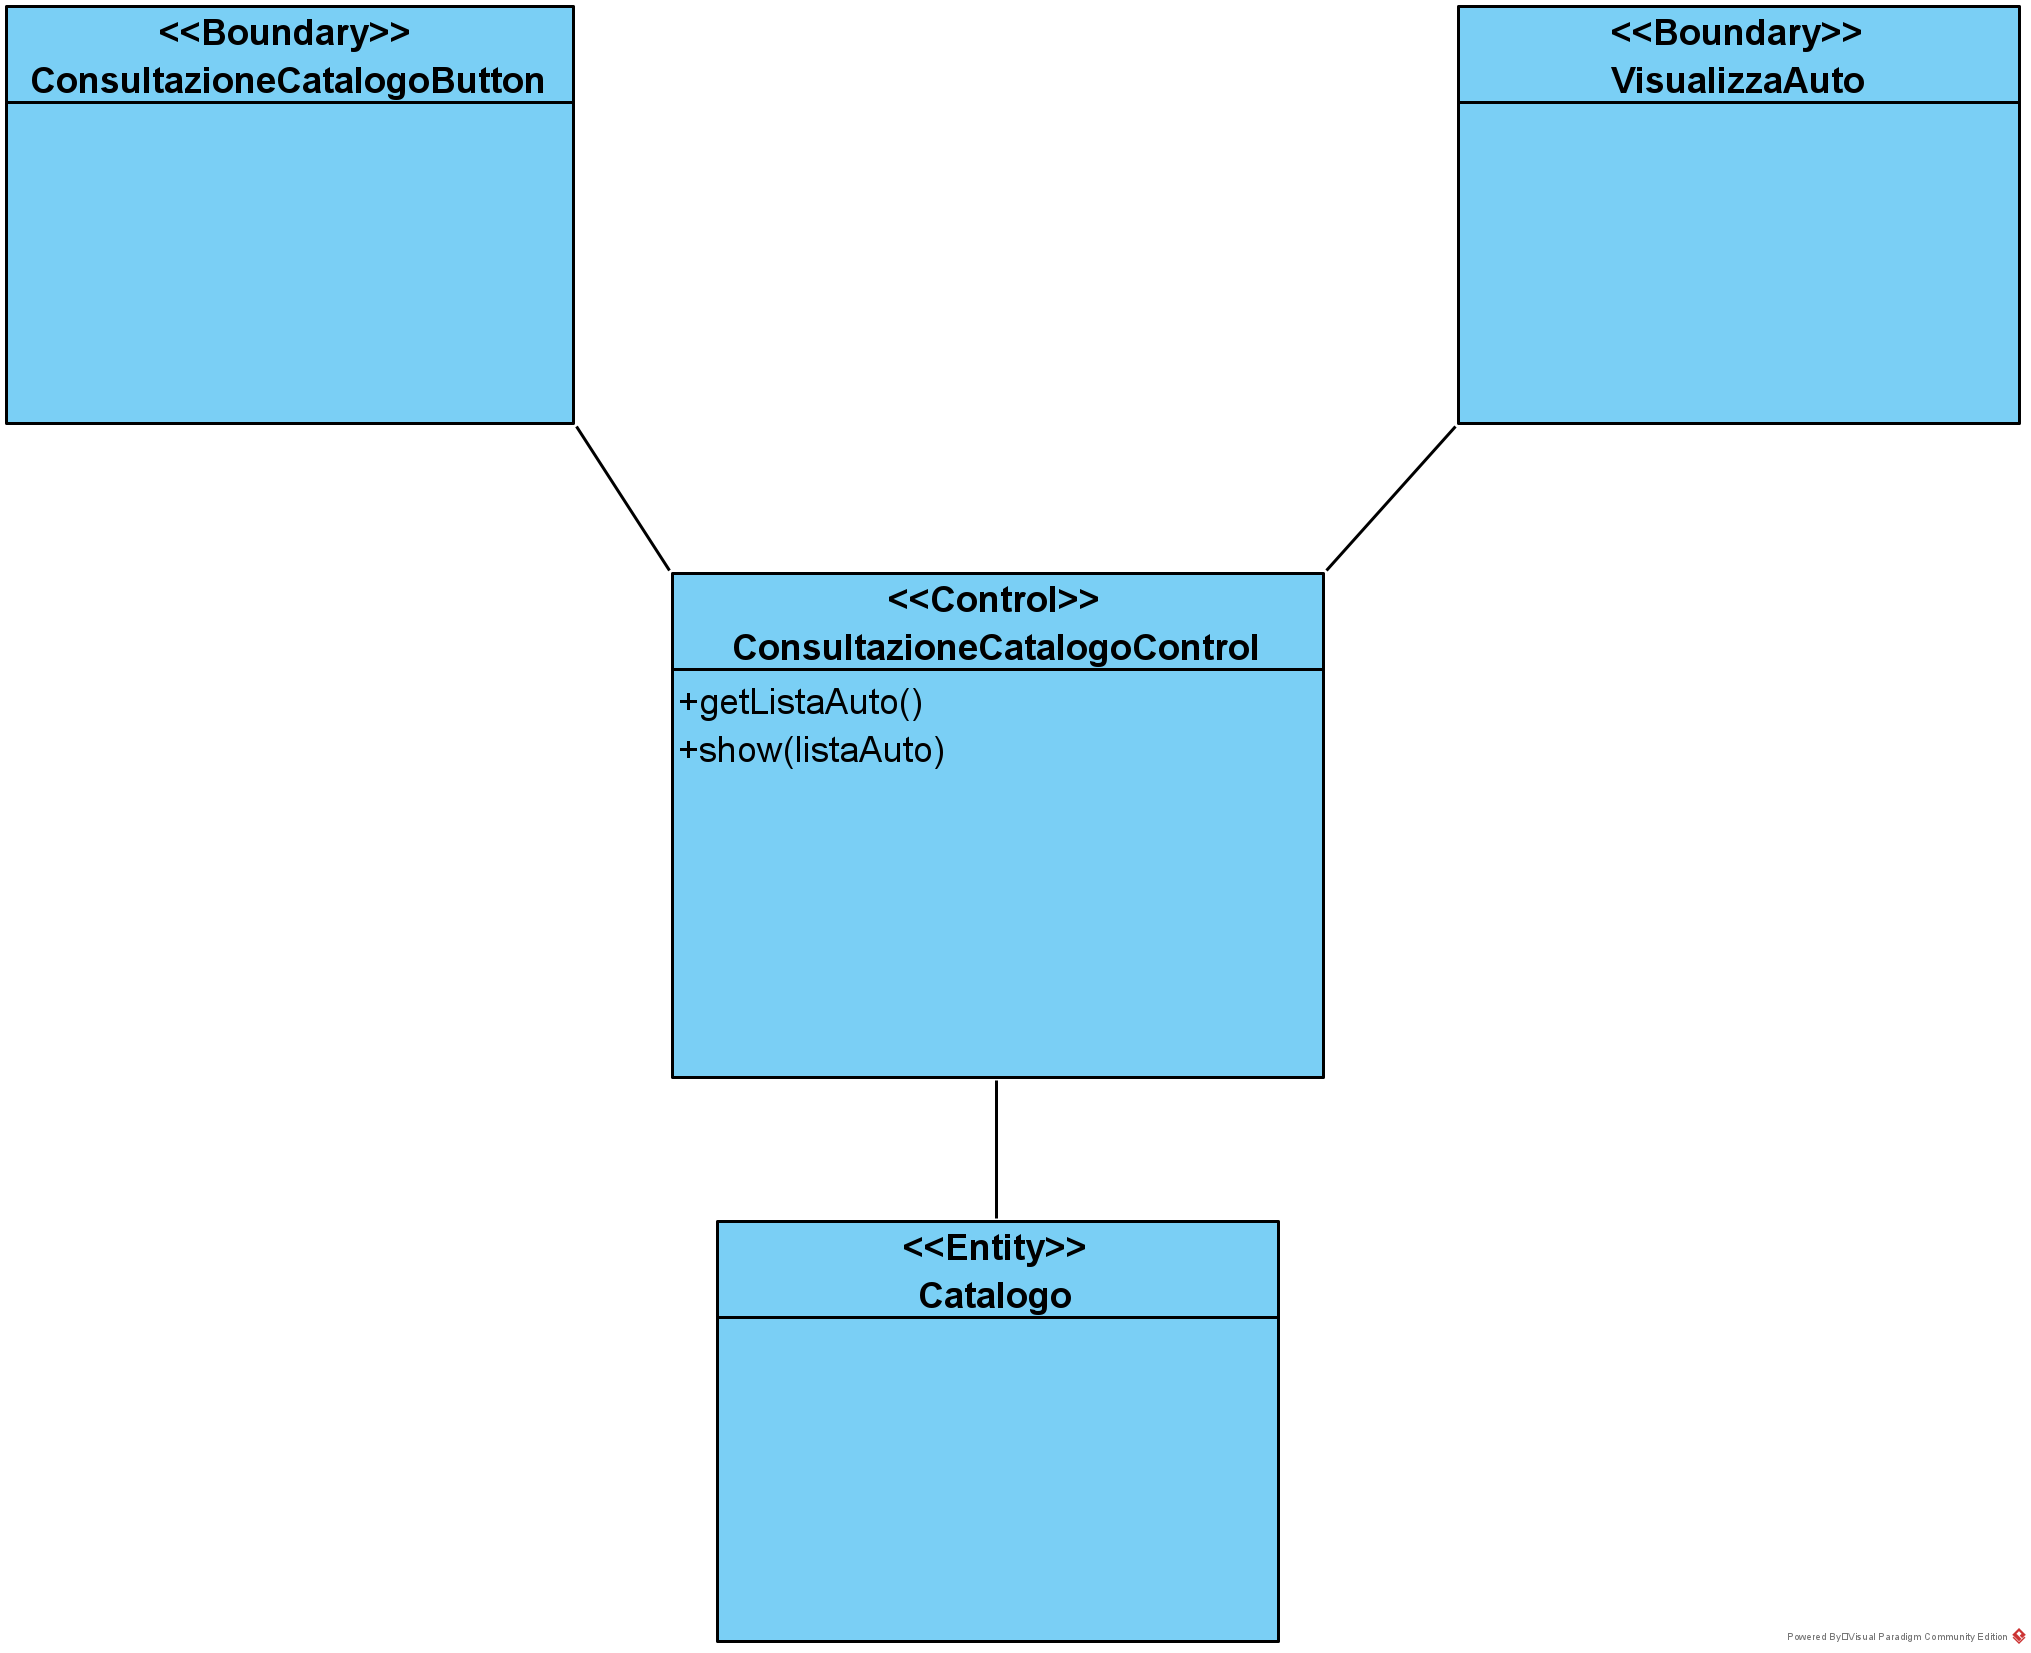 <<Boundary>>
ConsultazioneCatalogoButton
<<Boundary>>
VisualizzaAuto
<<Control>>
ConsultazioneCatalogoControl
+getListaAuto()
+show(listaAuto)
<<Entity>>
Catalogo
Powered By□Visual Paradigm Community Edition